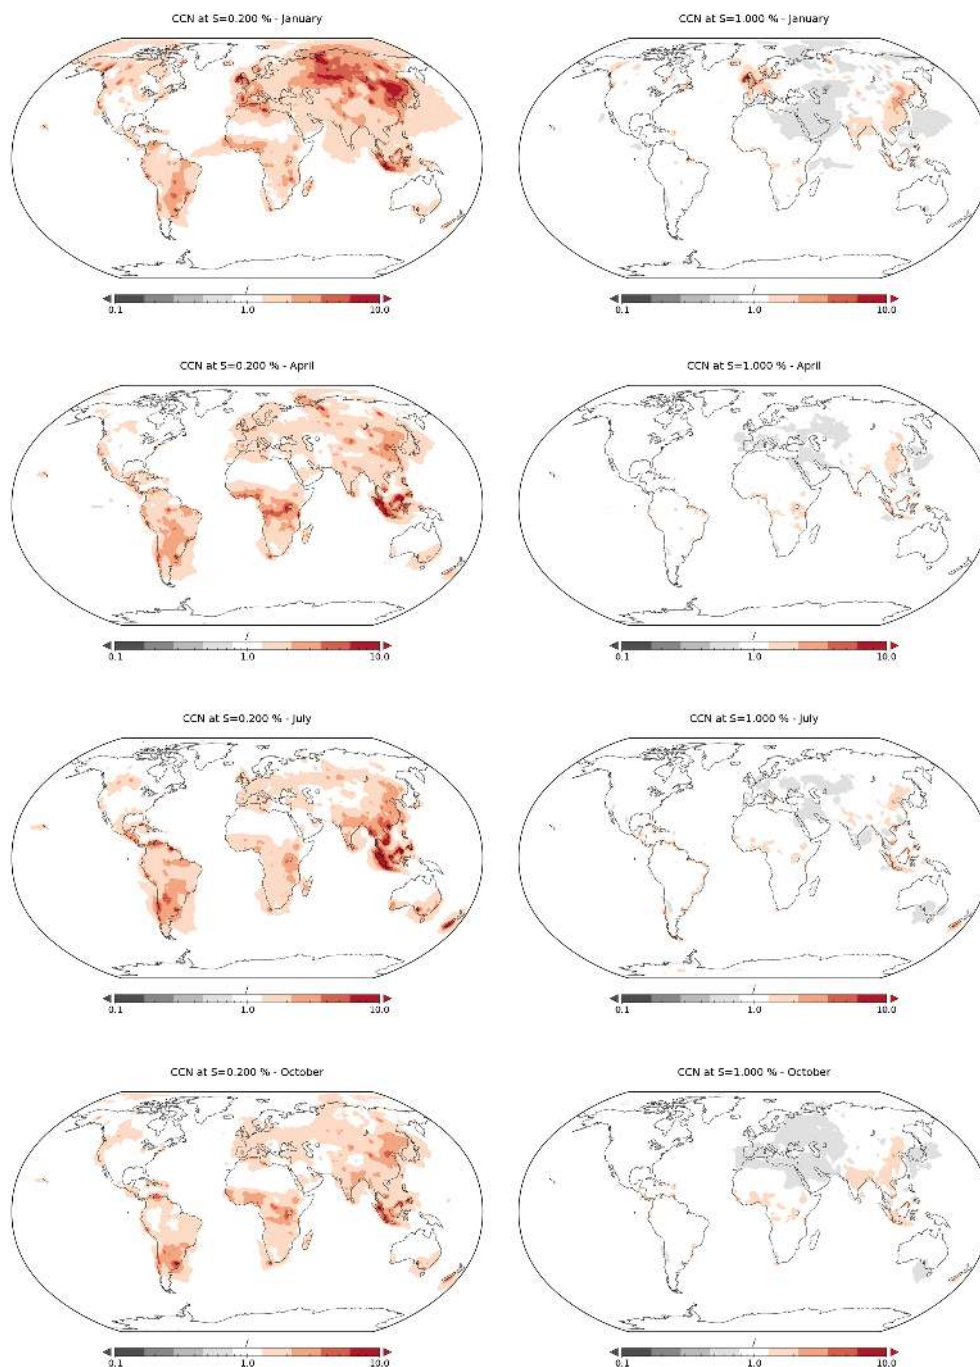 CCN at S=0.200 % - January
CCN at S=1.000 % - January
/
/
0.1 1.0 10.0
0.1 1.0 10.0
CCN at S=0.200 % - April
CCN at S=1.000 % - April
/
/
0.1 1.0 10.0
0.1 1.0 10.0
CCN at S=0.200 % - July
CCN at S=1.000 % - July
/
/
0.1 1.0 10.0
0.1 1.0 10.0
CCN at S=0.200 % - October
CCN at S=1.000 % - October
/
/
0.1 1.0 10.0
0.1 1.0 10.0